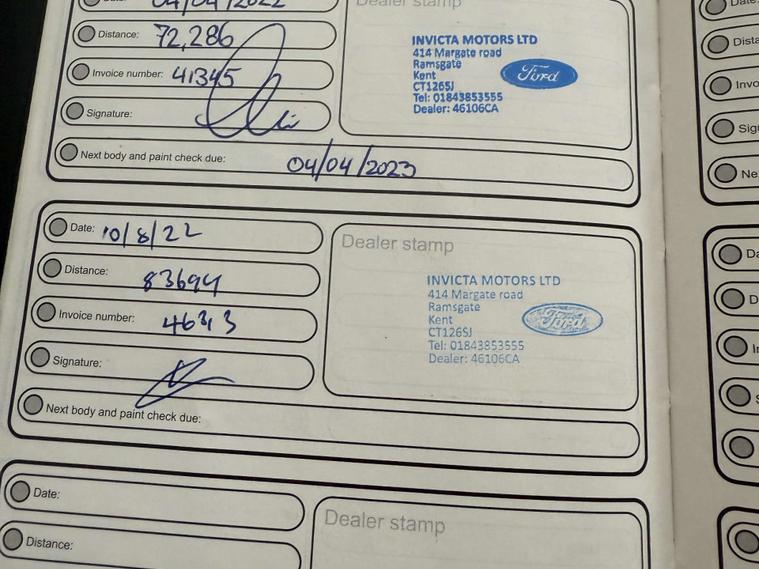 04/04/2022
Dealer stamp
Distance: 72,286
Invoice number: 41345
Signature:
INVICTA MOTORS LTD
414 Margate road
Ramsgate
Kent
CT126SJ
Tel: 01843853555
Dealer: 46106CA
Ford
Next body and paint check due: 04/04/2023
Date: 10/8/22
Distance: 83694
Invoice number:
Signature:
Dealer stamp
INVICTA MOTORS LTD
414 Margate road
Ramsgate
Kent
CT126SJ
Tel: 01843853555
Dealer: 46106CA
Ford
Next body and paint check due:
Date:
Distance:
Dealer stamp